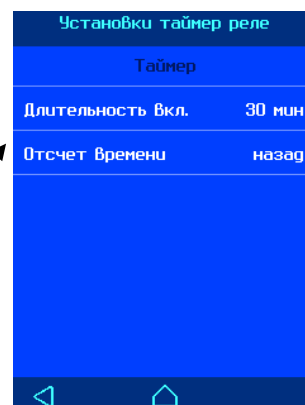 Установки таймер реле
Таймер
Длительность Вкл. 30 мин
Отсчет Времени назад